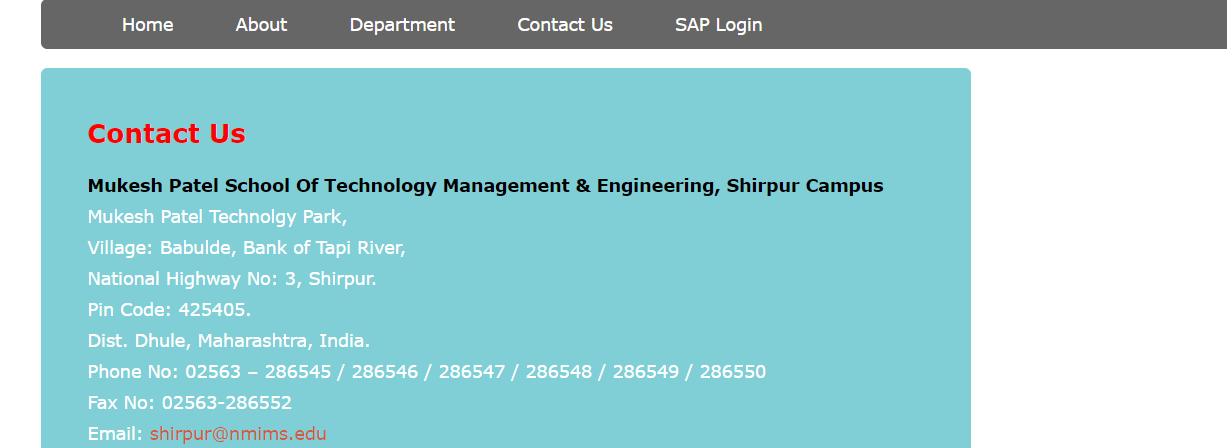 Home About Department Contact Us SAP Login
Contact Us
Mukesh Patel School Of Technology Management & Engineering, Shirpur Campus
Mukesh Patel Technolgy Park,
Village: Babulde, Bank of Tapi River,
National Highway No: 3, Shirpur.
Pin Code: 425405.
Dist. Dhule, Maharashtra, India.
Phone No: 02563 – 286545 / 286546 / 286547 / 286548 / 286549 / 286550
Fax No: 02563-286552
Email: shirpur@nmims.edu